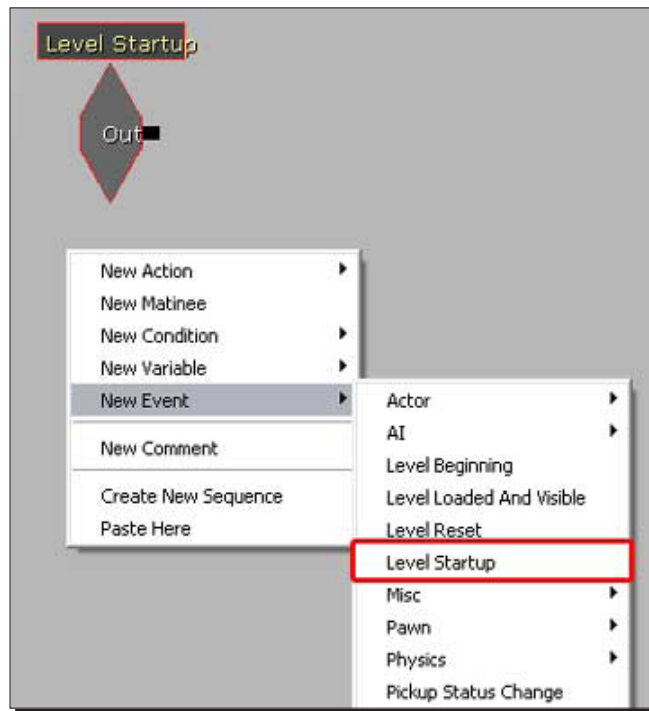 Level Startup
Out
New Action
New Matinee
New Condition
New Variable
New Event
New Comment
Create New Sequence
Paste Here
Actor
AI
Level Beginning
Level Loaded And Visible
Level Reset
Level Startup
Misc
Pawn
Physics
Pickup Status Change